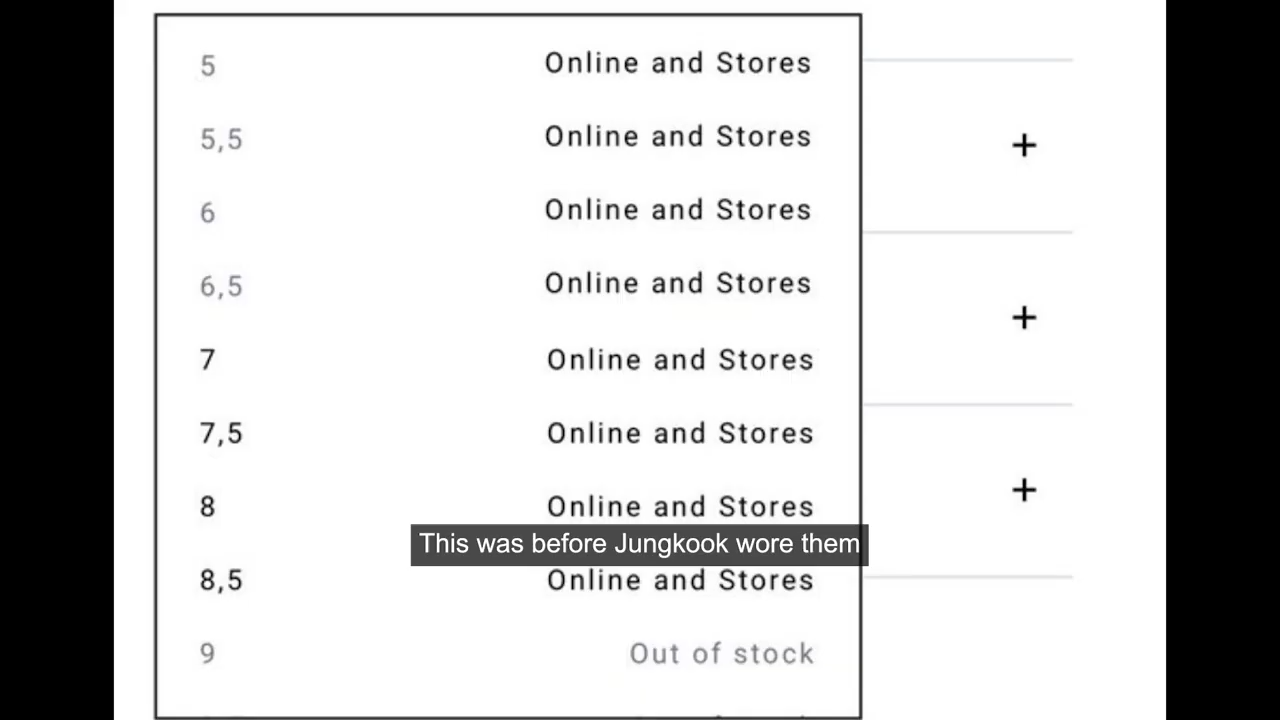 5 Online and Stores
5,5 Online and Stores
6 Online and Stores
6,5 Online and Stores
7 Online and Stores
7,5 Online and Stores
8 Online and Stores
This was before Jungkook wore them
8,5 Online and Stores
9 Out of stock